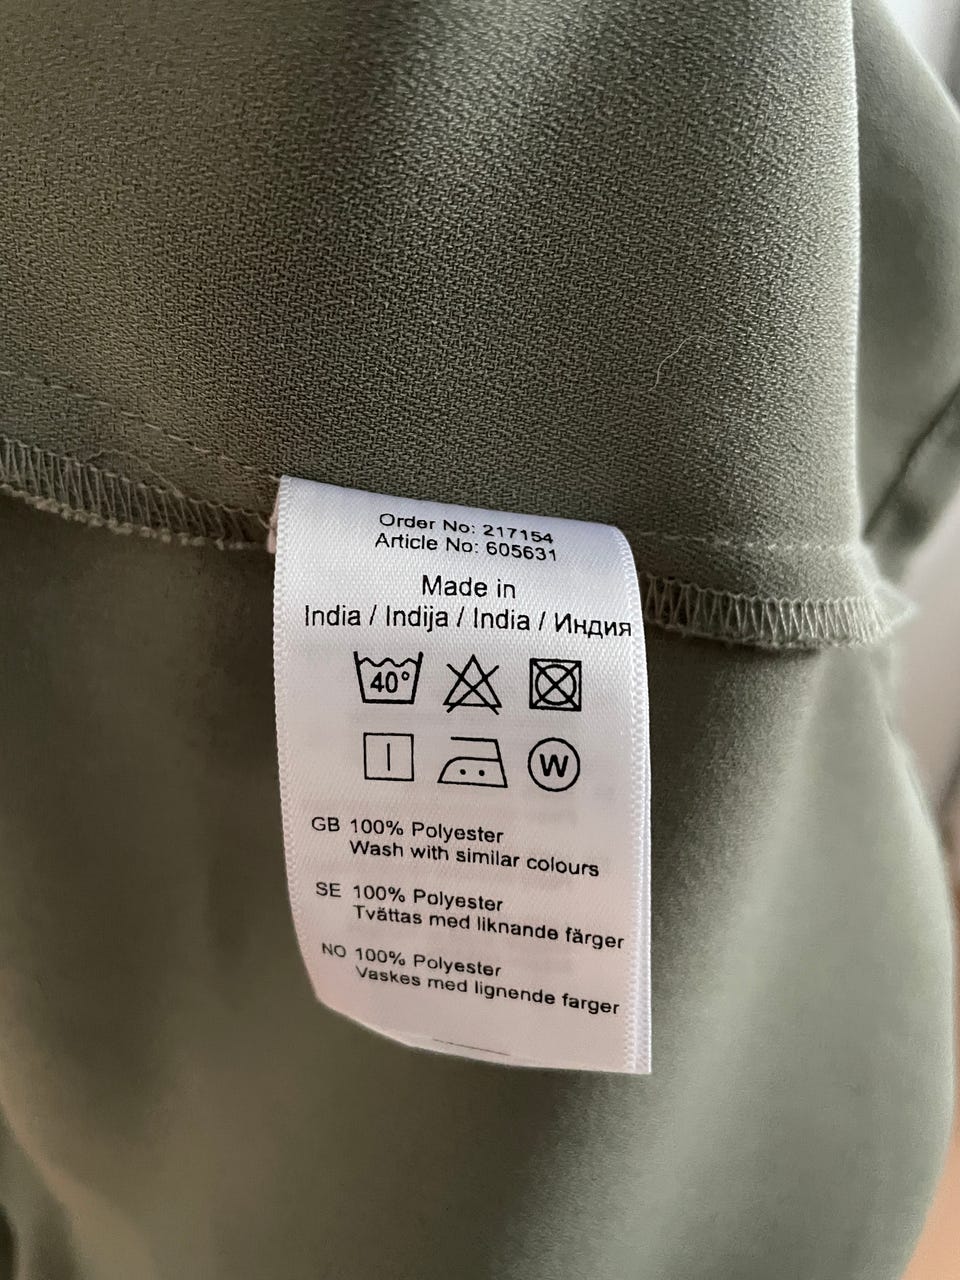 Order No: 217154
Article No: 605631
Made in
India / Indija / India / Индия
40°
W
GB 100% Polyester
Wash with similar colours
SE 100% Polyester
Tvättas med liknande färger
NO 100% Polyester
Vaskes med lignende farger